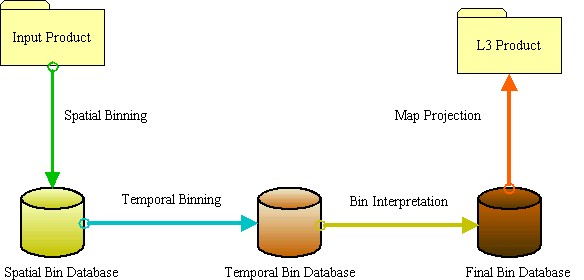 Input Product
L3 Product
Spatial Binning
Map Projection
Temporal Binning
Bin Interpretation
Spatial Bin Database
Temporal Bin Database
Final Bin Database